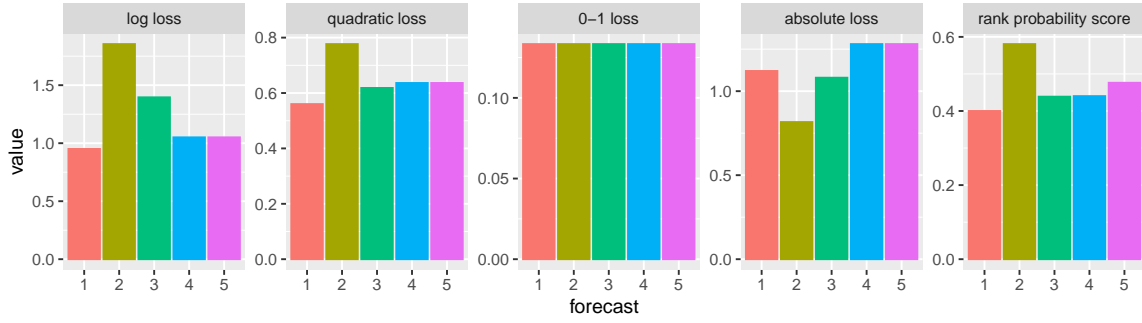 log loss
quadratic loss
0−1 loss
absolute loss
rank probability score
value
0.0
0.5
1.0
1.5
0.0
0.2
0.4
0.6
0.8
0.00
0.05
0.10
0.0
0.5
1.0
0.0
0.2
0.4
0.6
1 2 3 4 5
1 2 3 4 5
1 2 3 4 5
1 2 3 4 5
1 2 3 4 5
forecast